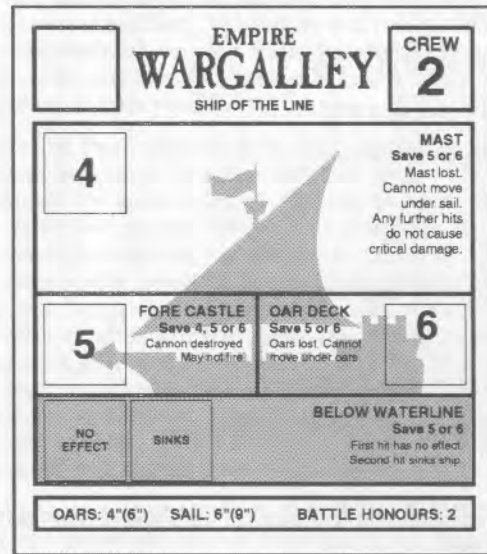 EMPIRE
WARGALLEY
SHIP OF THE LINE
CREW
2
4
MAST
Save 5 or 6
Mast lost.
Cannot move
under sail.
Any further hits
do not cause
critical damage.
5
FORE CASTLE
Save 4, 5 or 6
Cannon destroyed
May not fire
OAR DECK
Save 5 or 6
Oars lost. Cannot
move under oars
6
NO
EFFECT
SINKS
BELOW WATERLINE
Save 5 or 6
First hit has no effect.
Second hit sinks ship.
OARS: 4"(6") SAIL: 6"(9") BATTLE HONOURS: 2